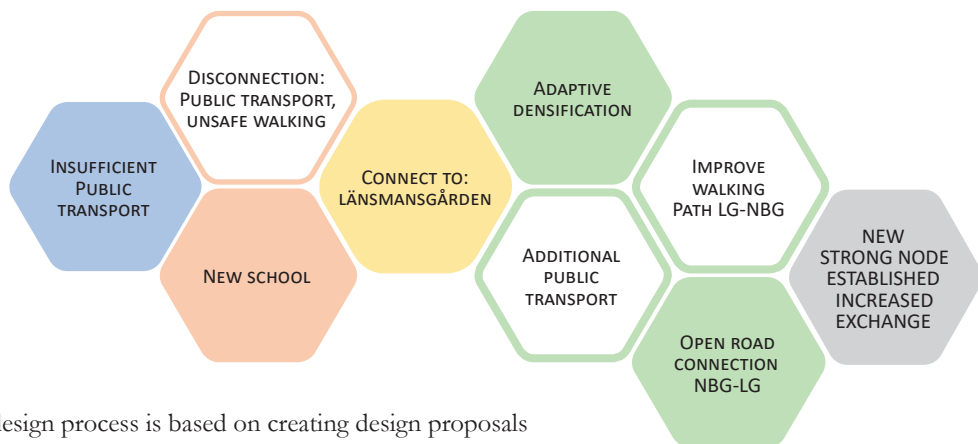 DISCONNECTION:
PUBLIC TRANSPORT,
UNSAFE WALKING
INSUFFICIENT
PUBLIC
TRANSPORT
NEW SCHOOL
CONNECT TO:
LÄNSMANSGÅRDEN
ADAPTIVE
DENSIFICATION
ADDITIONAL
PUBLIC
TRANSPORT
IMPROVE
WALKING
PATH LG-NBG
OPEN ROAD
CONNECTION
NBG-LG
NEW
STRONG NODE
ESTABLISHED
INCREASED
EXCHANGE
design process is based on creating design proposals